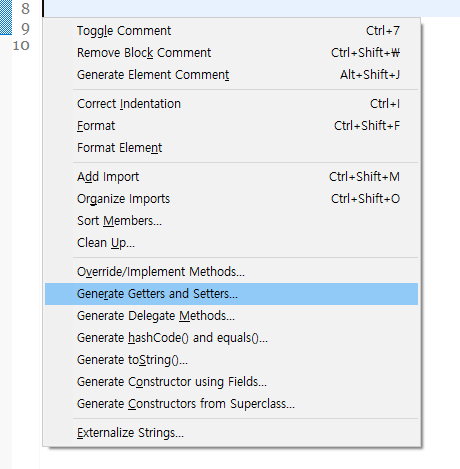 8
9
10
Toggle Comment Ctrl+7
Remove Block Comment Ctrl+Shift+₩
Generate Element Comment Alt+Shift+J
Correct Indentation Ctrl+I
Format Ctrl+Shift+F
Format Element
Add Import Ctrl+Shift+M
Organize Imports Ctrl+Shift+O
Sort Members...
Clean Up...
Override/Implement Methods...
Generate Getters and Setters...
Generate Delegate Methods...
Generate hashCode() and equals()...
Generate toString()...
Generate Constructor using Fields...
Generate Constructors from Superclass...
Externalize Strings...